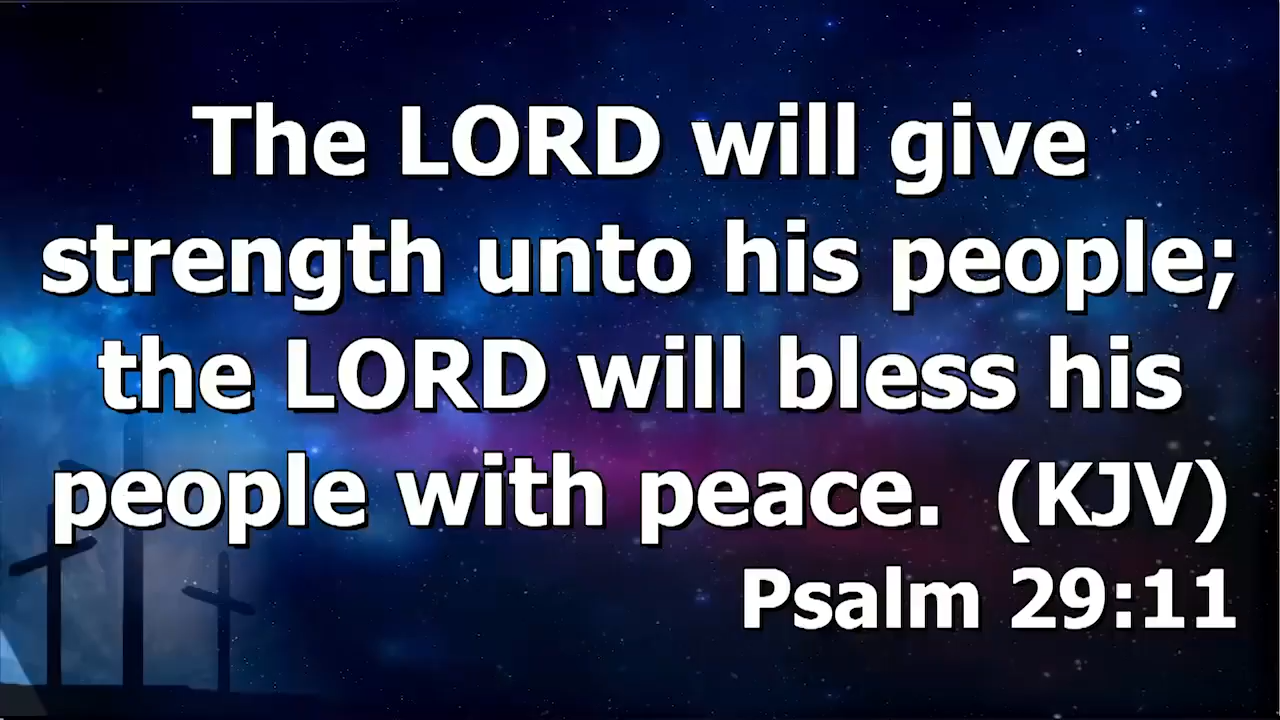 The LORD will give
strength unto his people;
the LORD will bless his
people with peace.  (KJV)
Psalm 29:11